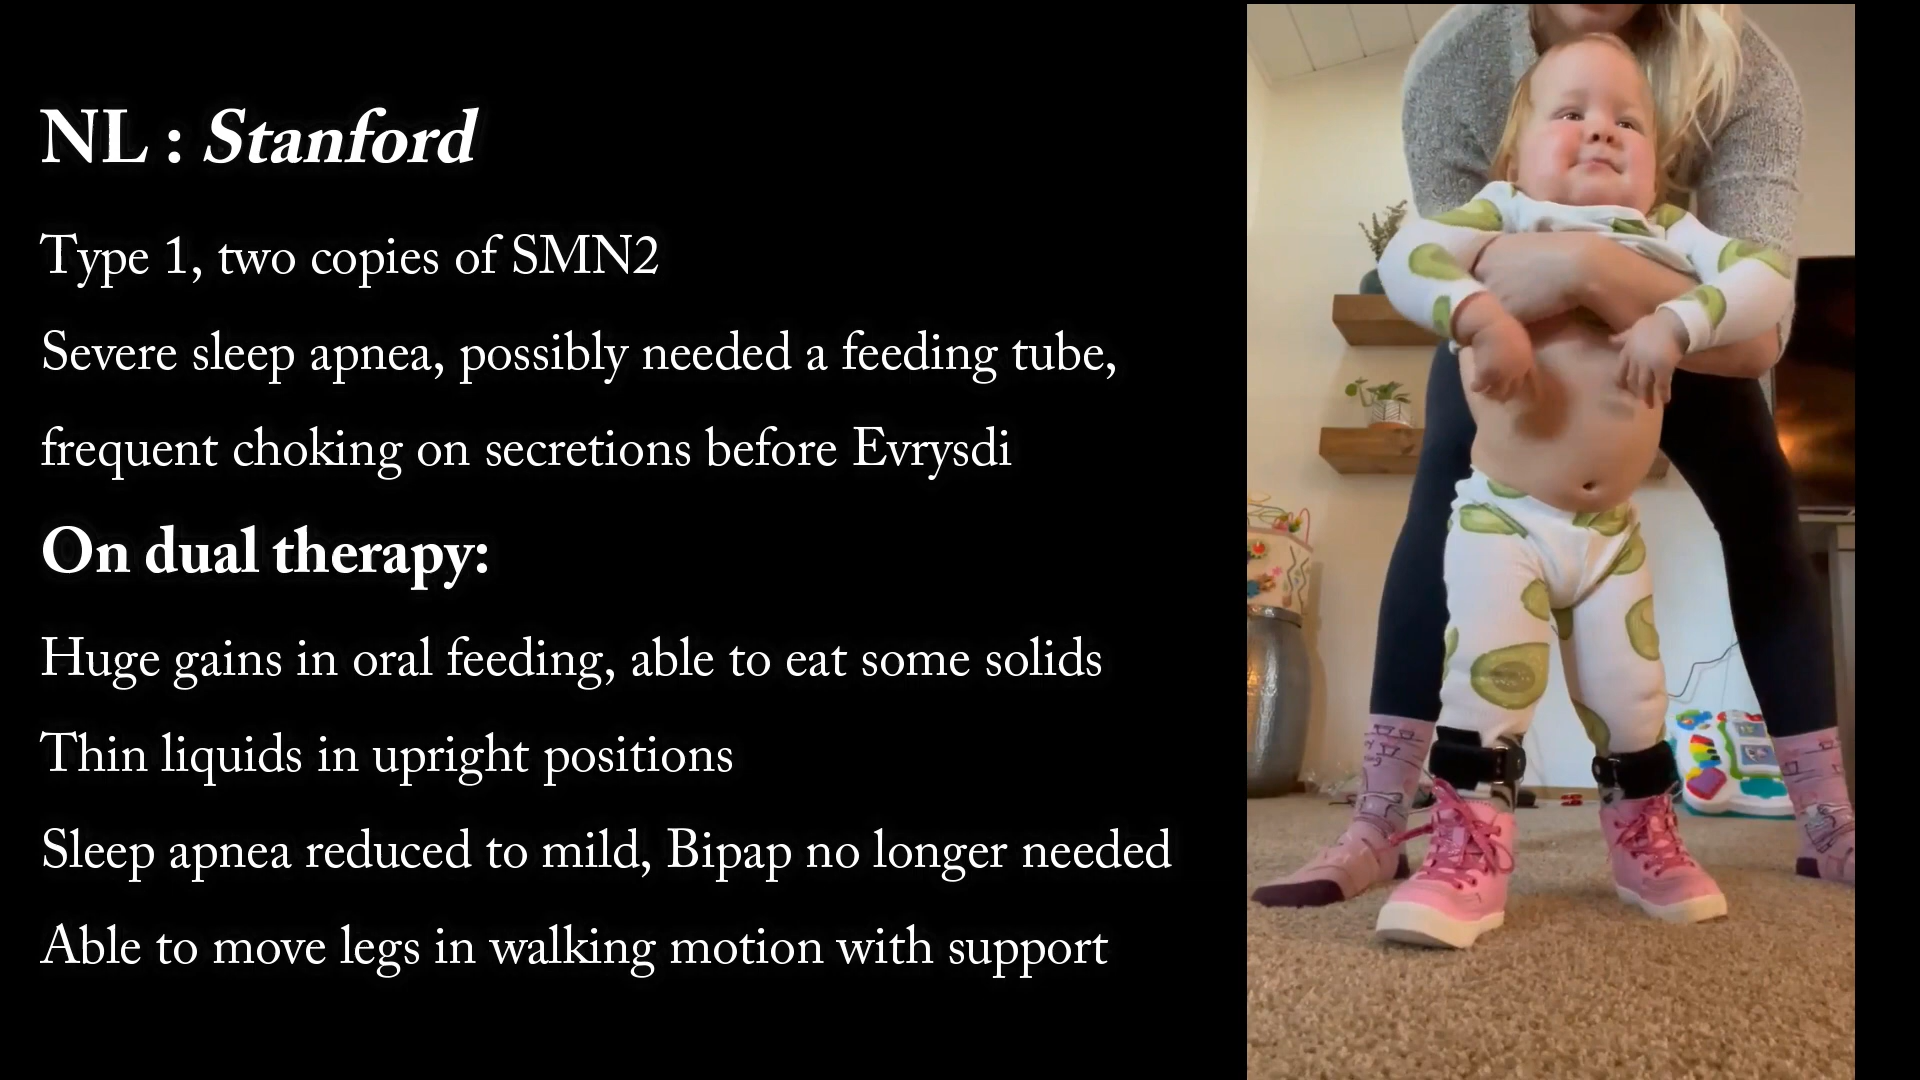 NL : Stanford
Type 1, two copies of SMN2
Severe sleep apnea, possibly needed a feeding tube,
frequent choking on secretions before Evrysdi
On dual therapy:
Huge gains in oral feeding, able to eat some solids
Thin liquids in upright positions
Sleep apnea reduced to mild, Bipap no longer needed
Able to move legs in walking motion with support